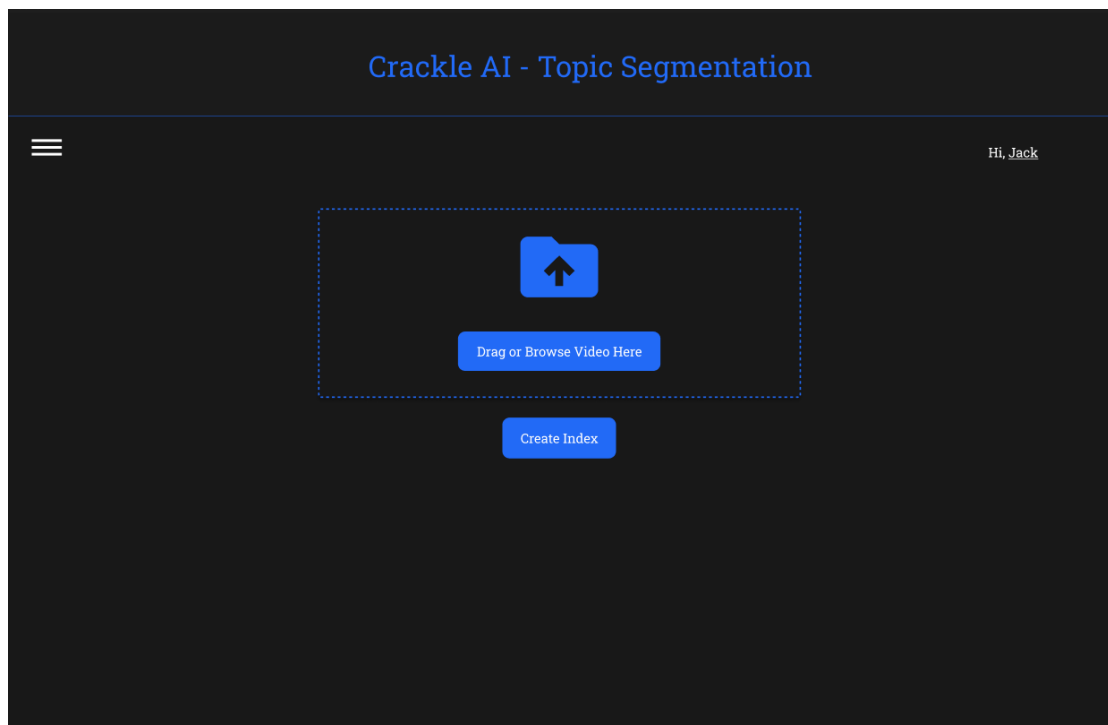 Crackle AI - Topic Segmentation
Hi, Jack
Drag or Browse Video Here
Create Index